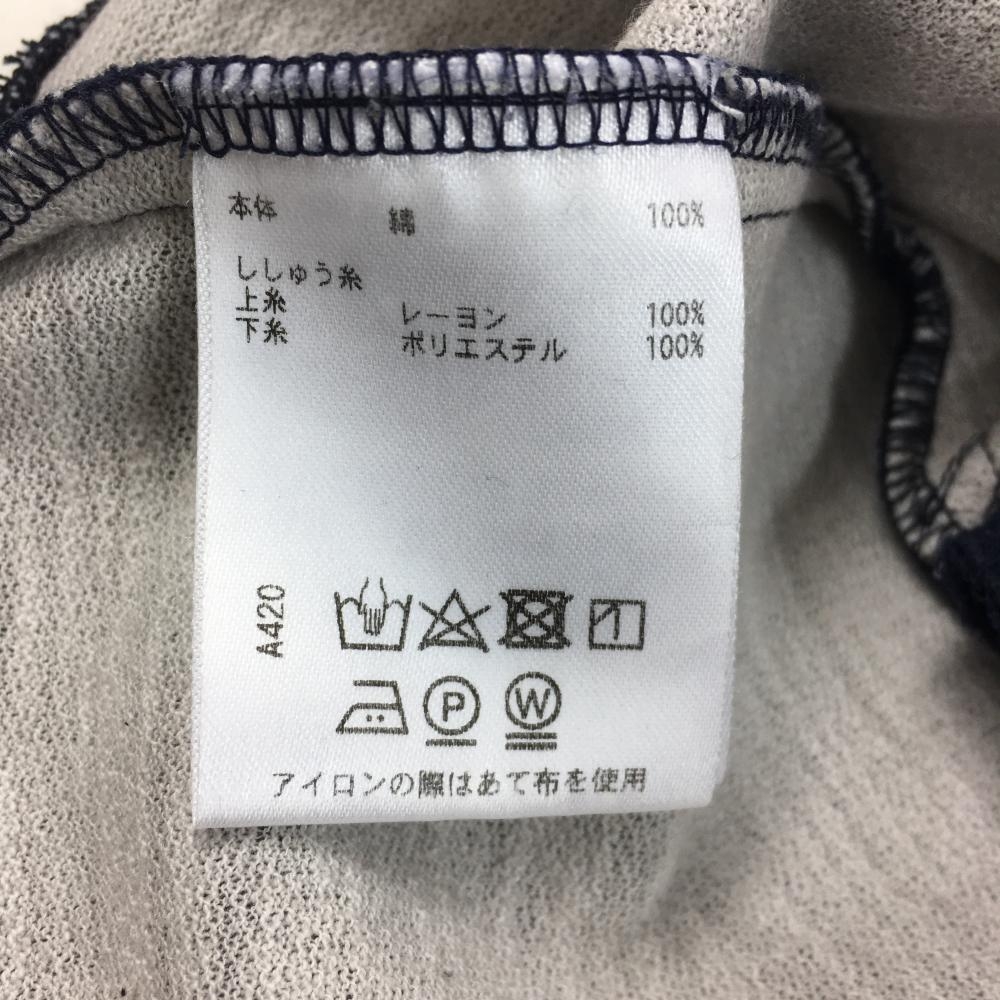 本体 綿 100%
ししゅう糸
上糸 レーヨン 100%
下糸 ポリエステル 100%
A420
P W
アイロンの際はあて布を使用